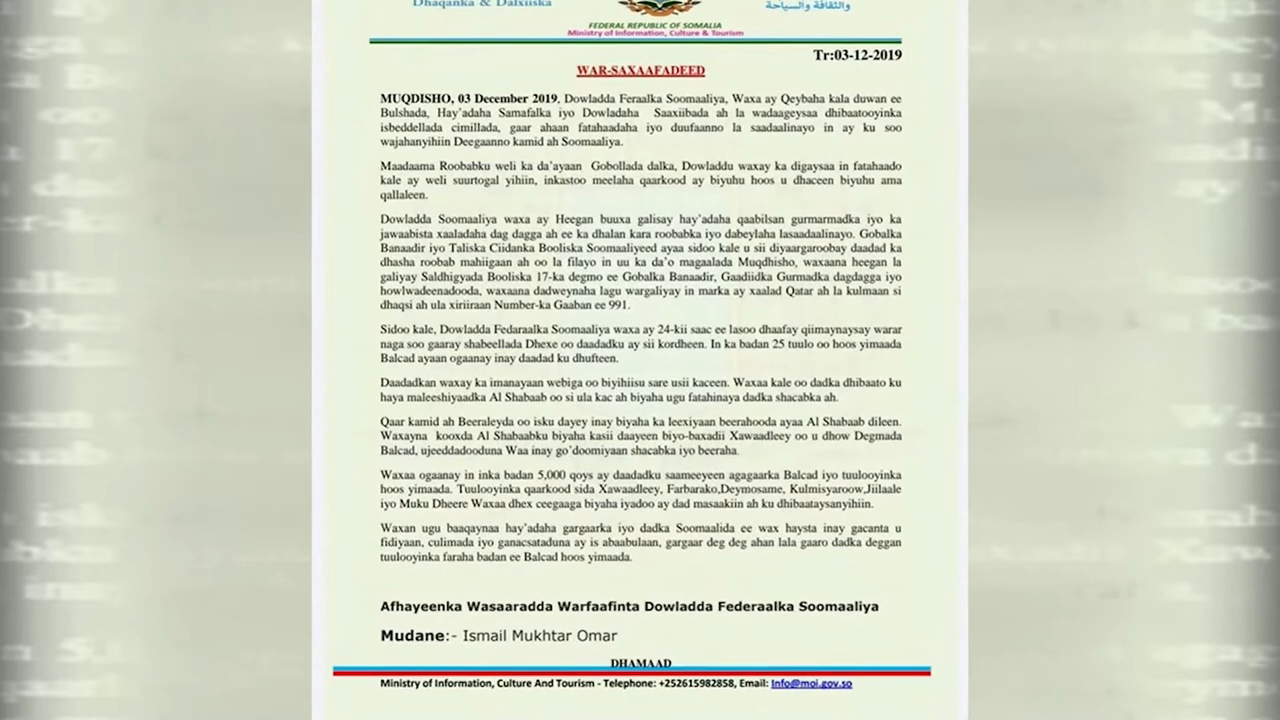 Dhaqanka & Dalxiiska
والثقافة والسياحة
FEDERAL REPUBLIC OF SOMALIA
Ministry of Information, Culture & Tourism
Tr:03-12-2019
WAR-SAXAAFADEED
MUQDISHO, 03 December 2019, Dowladda Feraalka Soomaaliya, Waxa ay Qeybaha kala duwan ee
Bulshada, Hay'adaha Samafalka iyo Dowladaha Saaxiibada ah la wadaageysaa dhibaatooyinka
isbeddellada cimillada, gaar ahaan fatahaadaha iyo duufaanno la saadaalinayo in ay ku soo
wajahanyihiin Deegaanno kamid ah Soomaaliya.
Maadaama Roobabku weli ka da'ayaan Gobollada dalka, Dowladdu waxay ka digaysaa in fatahaado
kale ay weli suurtogal yihiin, inkastoo meelaha qaarkood ay biyuhu hoos u dhaceen biyuhu ama
qallaleen.
Dowladda Soomaaliya waxa ay Heegan buuxa galisay hay'adaha qaabilsan gurmarmadka iyo ka
jawaabista xaaladaha dag dagga ah ee ka dhalan kara roobabka iyo dabeylaha lasaadaalinayo. Gobalka
Banaadir iyo Taliska Ciidanka Booliska Soomaaliyeed ayaa sidoo kale u sii diyaargaroobay daadad ka
dhasha roobab mahiigaan ah oo la filayo in uu ka da'o magaalada Muqdhisho, waxaana heegan la
galiyay Saldhigyada Booliska 17-ka degmo ee Gobalka Banaadir, Gaadiidka Gurmadka dagdagga iyo
howlwadeenadooda, waxaana dadweynaha lagu wargaliyay in marka ay xaalad Qatar ah la kulmaan si
dhaqsi ah ula xiriiraan Number-ka Gaaban ee 991.
Sidoo kale, Dowladda Fedaraalka Soomaaliya waxa ay 24-kii saac ee lasoo dhaafay qiimaynaysay warar
naga soo gaaray shabeellada Dhexe oo daadadku ay sii kordheen. In ka badan 25 tuulo oo hoos yimaada
Balcad ayaan ogaanay inay daadad ku dhufteen.
Daadadkan waxay ka imanayaan webiga oo biyihiisu sare usii kaceen. Waxaa kale oo dadka dhibaato ku
haya maleeshiyaadka Al Shabaab oo si ula kac ah biyaha ugu fatahinaya dadka shacabka ah.
Qaar kamid ah Beeraleyda oo isku dayey inay biyaha ka leexiyaan beerahooda ayaa Al Shabaab dileen.
Waxayna kooxda Al Shabaabku biyaha kasii daayeen biyo-baxadii Xawaadleey oo u dhow Degmada
Balcad, ujeeddadooduna Waa inay go'doomiyaan shacabka iyo beeraha.
Waxaa ogaanay in inka badan 5,000 qoys ay daadadku saameeyeen agagaarka Balcad iyo tuulooyinka
hoos yimaada. Tuulooyinka qaarkood sida Xawaadleey, Farbarako,Deymosame, Kulmisyaroow,Jiilaale
iyo Muku Dheere Waxaa dhex ceegaaga biyaha iyadoo ay dad masaakiin ah ku dhibaataysanyihiin.
Waxan ugu baaqaynaa hay'adaha gargaarka iyo dadka Soomaalida ee wax haysta inay gacanta u
fidiyaan, culimada iyo ganacsataduna ay is abaabulaan, gargaar deg deg ahan lala gaaro dadka deggan
tuulooyinka faraha badan ee Balcad hoos yimaada.
Afhayeenka Wasaaradda Warfaafinta Dowladda Federaalka Soomaaliya
Mudane:- Ismail Mukhtar Omar
DHAMAAD
Ministry of Information, Culture And Tourism - Telephone: +252615982858, Email: Info@moi.gov.so